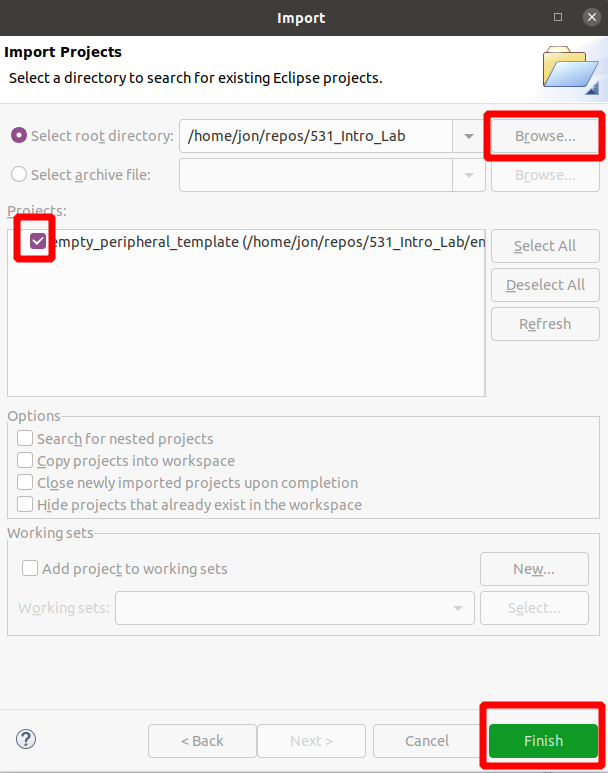 Import
Import Projects
Select a directory to search for existing Eclipse projects.
Select root directory: /home/jon/repos/531_Intro_Lab Browse...
Select archive file: Browse...
Projects:
empty_peripheral_template (/home/jon/repos/531_Intro_Lab/em
Select All
Deselect All
Refresh
Options
Search for nested projects
Copy projects into workspace
Close newly imported projects upon completion
Hide projects that already exist in the workspace
Working sets
Add project to working sets New...
Working sets: Select...
? < Back Next > Cancel Finish